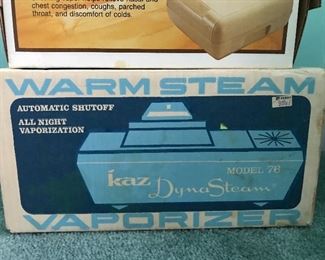 chest congestion, coughs, parched
throat, and discomfort of colds.
WARM STEAM
AUTOMATIC SHUTOFF
ALL NIGHT
VAPORIZATION
kaz
MODEL 78
DynaSteam
VAPORIZER